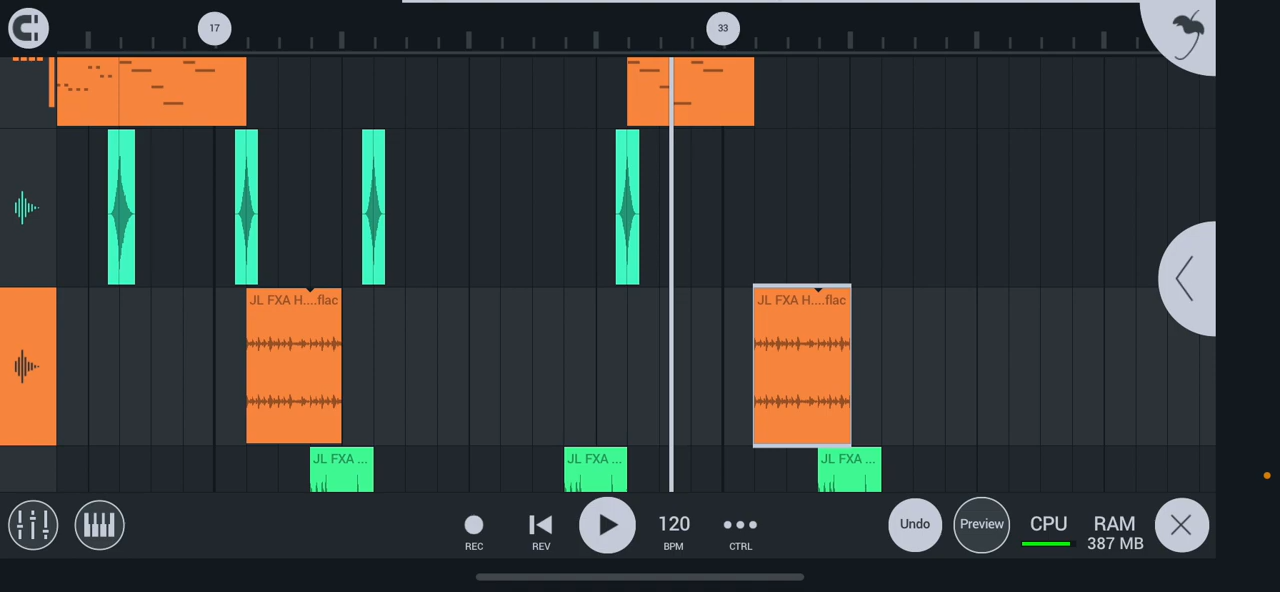 17
33
JL FXA H....flac
JL FXA H....flac
JL FXA ...
JL FXA ...
JL FXA ...
REC
REV
120
BPM
CTRL
Undo
Preview
CPU
RAM
387 MB